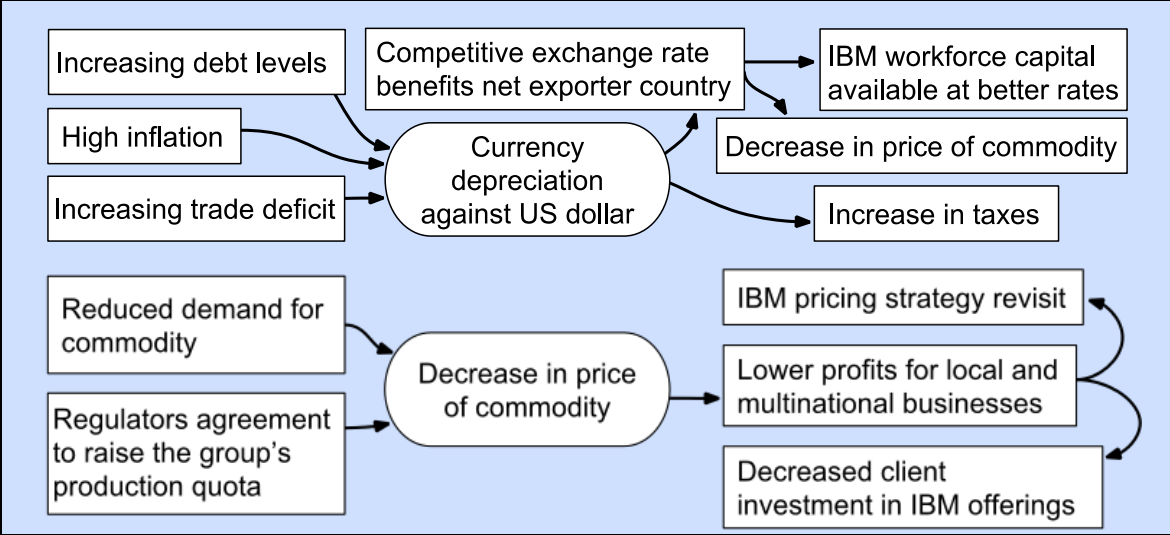 Increasing debt levels
High inflation
Increasing trade deficit
Currency
depreciation
against US dollar
Competitive exchange rate
benefits net exporter country
IBM workforce capital
available at better rates
Decrease in price of commodity
Increase in taxes
Reduced demand for
commodity
Regulators agreement
to raise the group's
production quota
Decrease in price
of commodity
IBM pricing strategy revisit
Lower profits for local and
multinational businesses
Decreased client
investment in IBM offerings